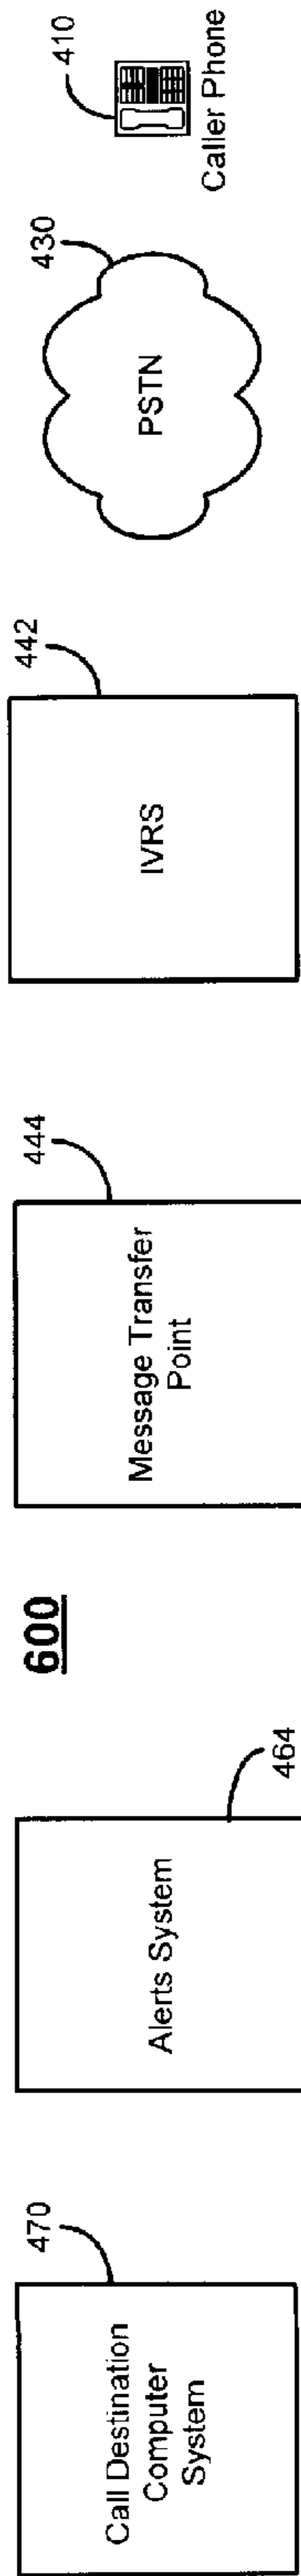 600
470
Call Destination
Computer
System
Alerts System
464
444
Message Transfer
Point
442
IVRS
430
PSTN
410
Caller Phone